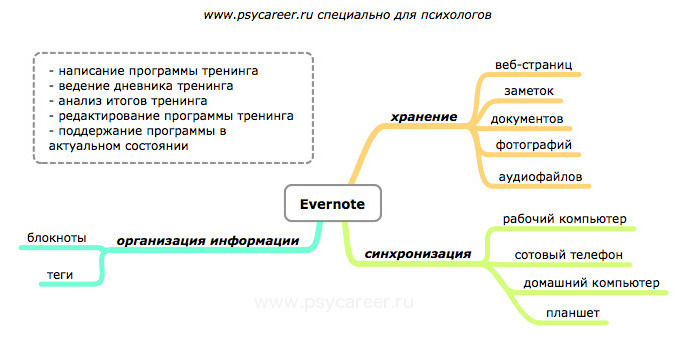 www.psycareer.ru специально для психологов
- написание программы тренинга
- ведение дневника тренинга
- анализ итогов тренинга
- редактирование программы тренинга
- поддержание программы в
актуальном состоянии
Evernote
хранение
веб-страниц
заметок
документов
фотографий
аудиофайлов
синхронизация
рабочий компьютер
сотовый телефон
домашний компьютер
планшет
организация информации
блокноты
теги
www.psycareer.ru